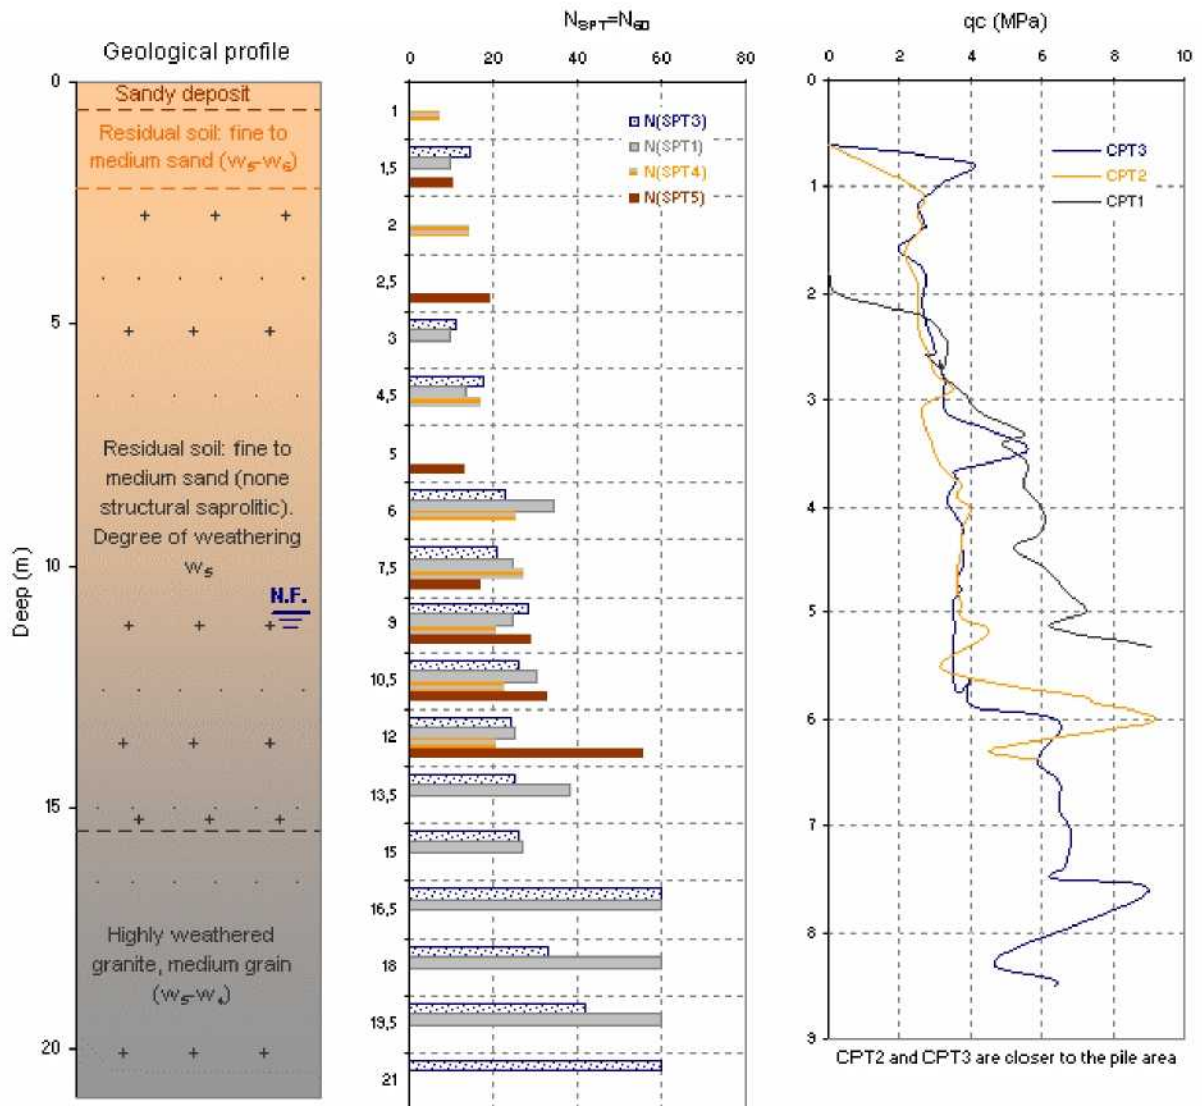 N_SPT=N_60
qc (MPa)
Geological profile
0 20 40 60 80
0 2 4 6 8 10
0
Sandy deposit
Residual soil: fine to
medium sand (w₅-w₆)
5
Residual soil: fine to
medium sand (none
structural saprolitic).
Degree of weathering
w₅
10
Deep (m)
N.F.
15
Highly weathered
granite, medium grain
(w₅-w₄)
20
1
1,5
2
2,5
3
4,5
5
6
7,5
9
10,5
12
13,5
15
16,5
18
19,5
21
N(SPT3)
N(SPT1)
N(SPT4)
N(SPT5)
0
1
2
3
4
5
6
7
8
9
CPT3
CPT2
CPT1
CPT2 and CPT3 are closer to the pile area